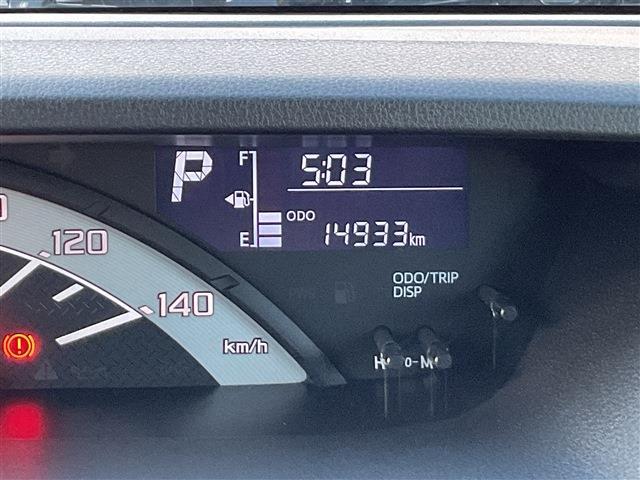 P
F
5:03
E
ODO
14933km
120
140
km/h
ODO/TRIP
DISP
H
M